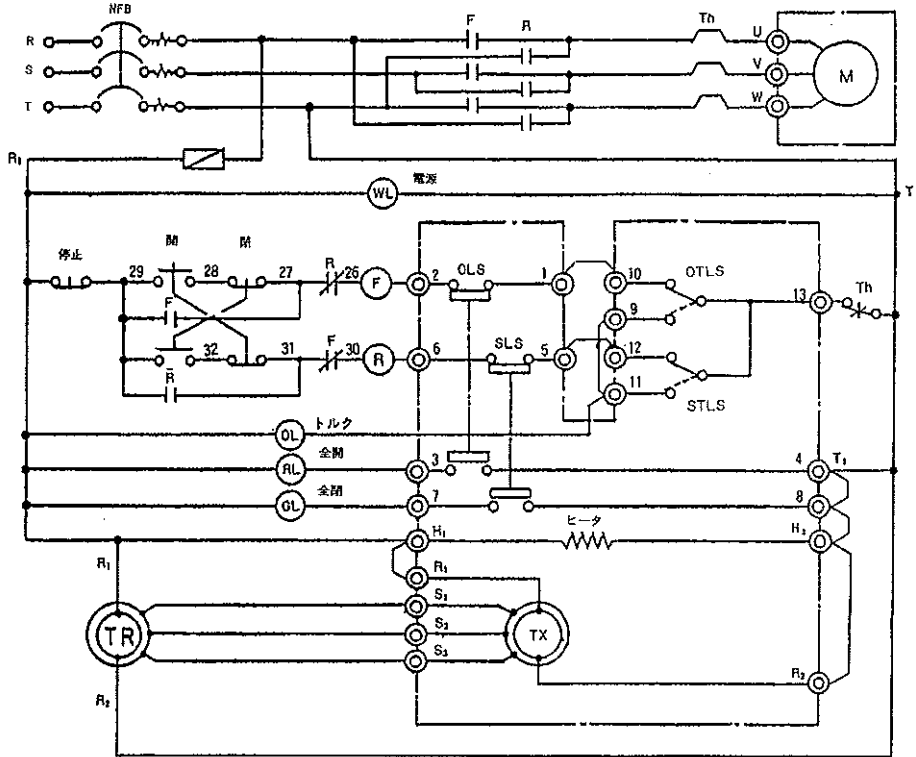 NFB
F
R
Th
U
R
S
V
M
T
W
R₁
電源
WL
T
停止
開
閉
29
28
27
R
26
F
2
OLS
1
10
OTLS
13
Th
F
9
32
31
F
30
R
6
SLS
5
12
R
11
STLS
OL
トルク
RL
全開
3
4
T₁
GL
全閉
7
8
H₁
ヒータ
H₂
R₁
R₁
S₁
TR
S₂
TX
S₃
R₂
R₂